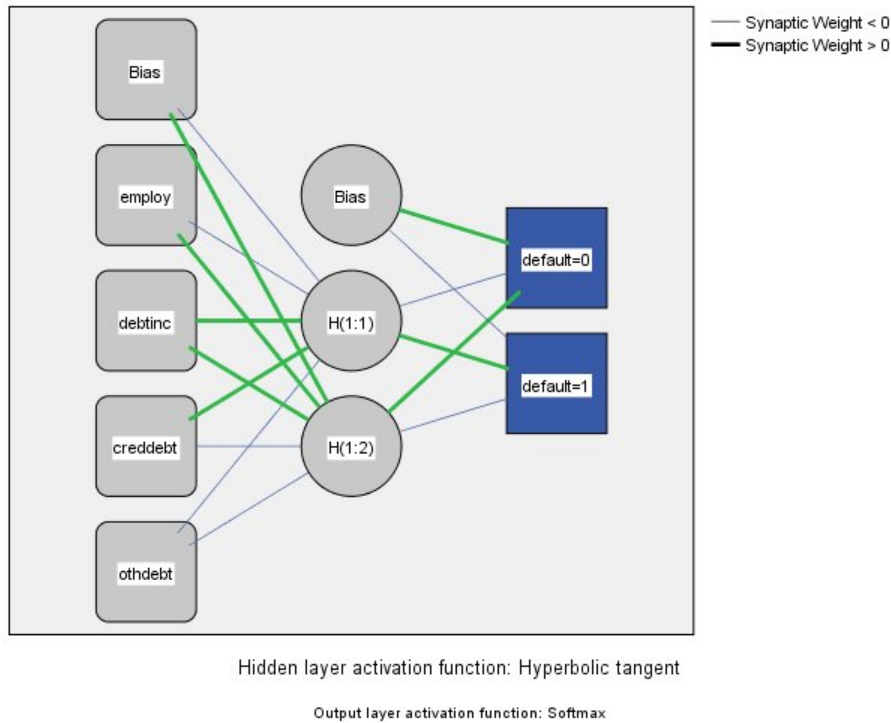 Synaptic Weight < 0
Synaptic Weight > 0
Bias
employ
debtinc
creddebt
othdebt
Bias
H(1:1)
H(1:2)
default=0
default=1
Hidden layer activation function: Hyperbolic tangent
Output layer activation function: Softmax